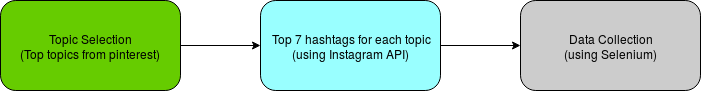 Topic Selection
(Top topics from pinterest)
Top 7 hashtags for each topic
(using Instagram API)
Data Collection
(using Selenium)